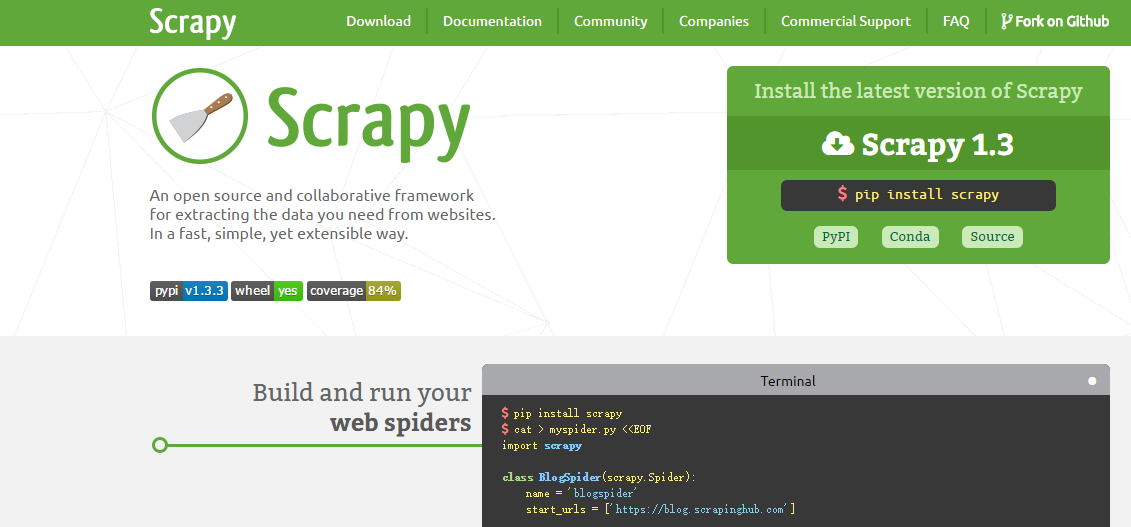 Scrapy
Download
Documentation
Community
Companies
Commercial Support
FAQ
Fork on Github
Scrapy
An open source and collaborative framework
for extracting the data you need from websites.
In a fast, simple, yet extensible way.
pypi v1.3.3 wheel yes coverage 84%
Install the latest version of Scrapy
Scrapy 1.3
$ pip install scrapy
PyPI
Conda
Source
Build and run your
web spiders
Terminal
$ pip install scrapy
$ cat > myspider.py <<EOF
import scrapy
class BlogSpider(scrapy.Spider):
    name = 'blogspider'
    start_urls = ['https://blog.scrapinghub.com']